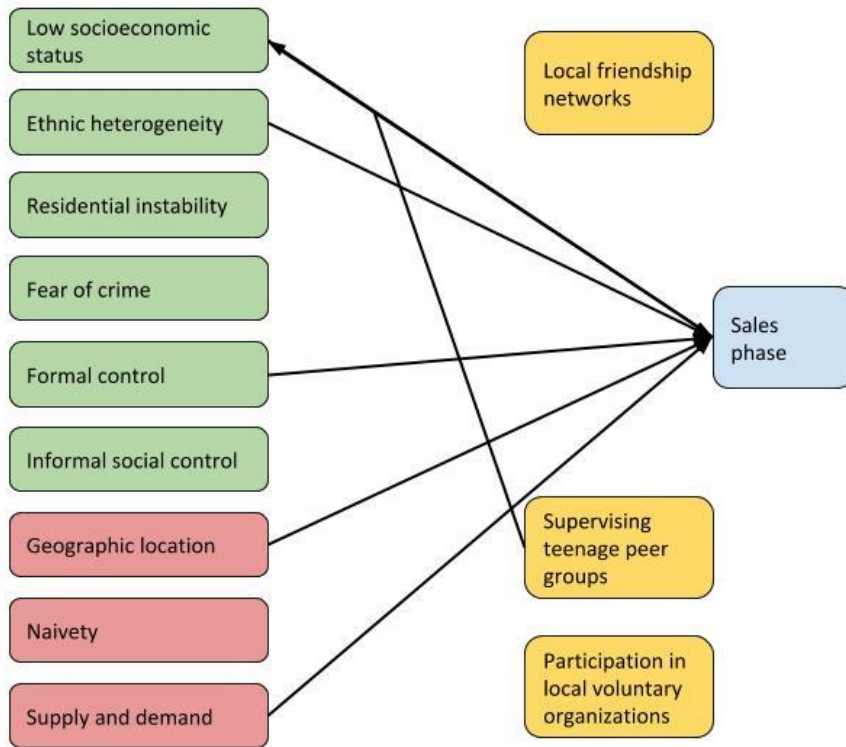 Low socioeconomic
status
Ethnic heterogeneity
Residential instability
Fear of crime
Formal control
Informal social control
Geographic location
Naivety
Supply and demand
Local friendship
networks
Supervising
teenage peer
groups
Participation in
local voluntary
organizations
Sales
phase